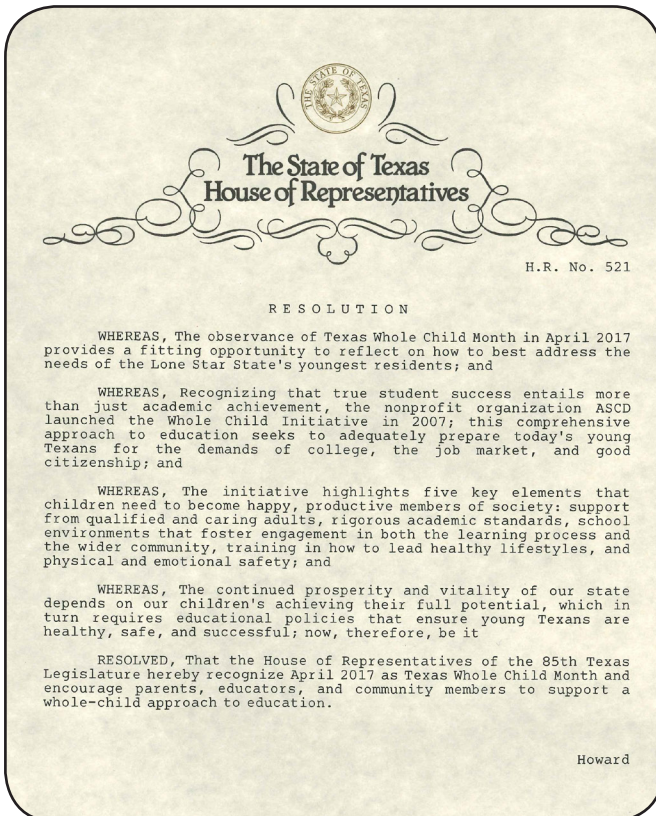 THE STATE OF TEXAS
The State of Texas
House of Representatives
H.R. No. 521
RESOLUTION
WHEREAS, The observance of Texas Whole Child Month in April 2017
provides a fitting opportunity to reflect on how to best address the
needs of the Lone Star State's youngest residents; and
WHEREAS, Recognizing that true student success entails more
than just academic achievement, the nonprofit organization ASCD
launched the Whole Child Initiative in 2007; this comprehensive
approach to education seeks to adequately prepare today's young
Texans for the demands of college, the job market, and good
citizenship; and
WHEREAS, The initiative highlights five key elements that
children need to become happy, productive members of society: support
from qualified and caring adults, rigorous academic standards, school
environments that foster engagement in both the learning process and
the wider community, training in how to lead healthy lifestyles, and
physical and emotional safety; and
WHEREAS, The continued prosperity and vitality of our state
depends on our children's achieving their full potential, which in
turn requires educational policies that ensure young Texans are
healthy, safe, and successful; now, therefore, be it
RESOLVED, That the House of Representatives of the 85th Texas
Legislature hereby recognize April 2017 as Texas Whole Child Month and
encourage parents, educators, and community members to support a
whole-child approach to education.
Howard